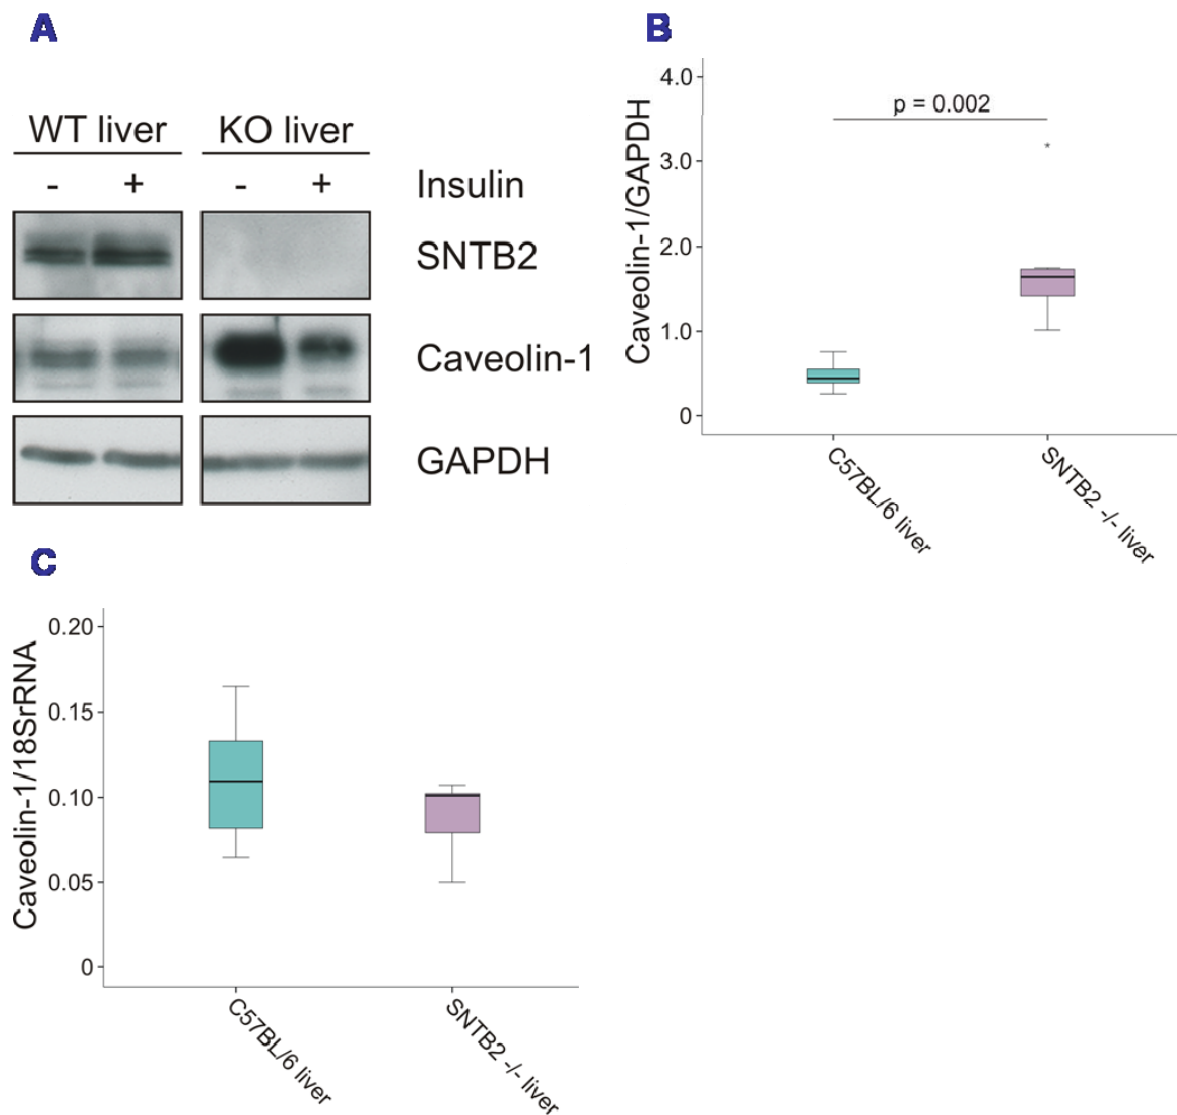 A
WT liver KO liver
- + - + Insulin
SNTB2
Caveolin-1
GAPDH
B
Caveolin-1/GAPDH
4.0
3.0
2.0
1.0
0
p = 0.002
*
C57BL/6 liver
SNTB2 -/- liver
C
Caveolin-1/18SrRNA
0.20
0.15
0.10
0.05
0
C57BL/6 liver
SNTB2 -/- liver